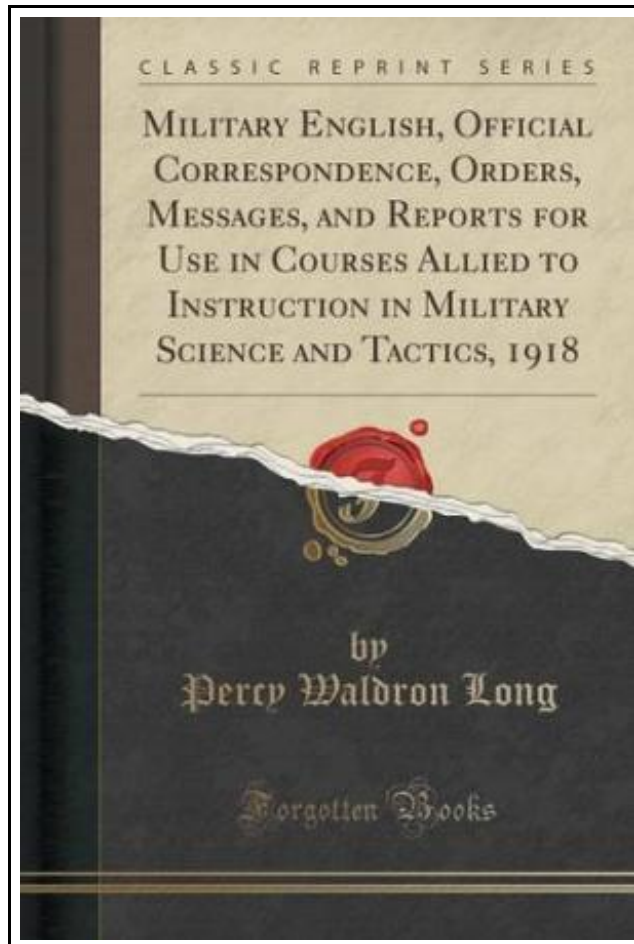 CLASSIC REPRINT SERIES
MILITARY ENGLISH, OFFICIAL
CORRESPONDENCE, ORDERS,
MESSAGES, AND REPORTS FOR
USE IN COURSES ALLIED TO
INSTRUCTION IN MILITARY
SCIENCE AND TACTICS, 1918
by
Percy Waldron Long
Forgotten Books